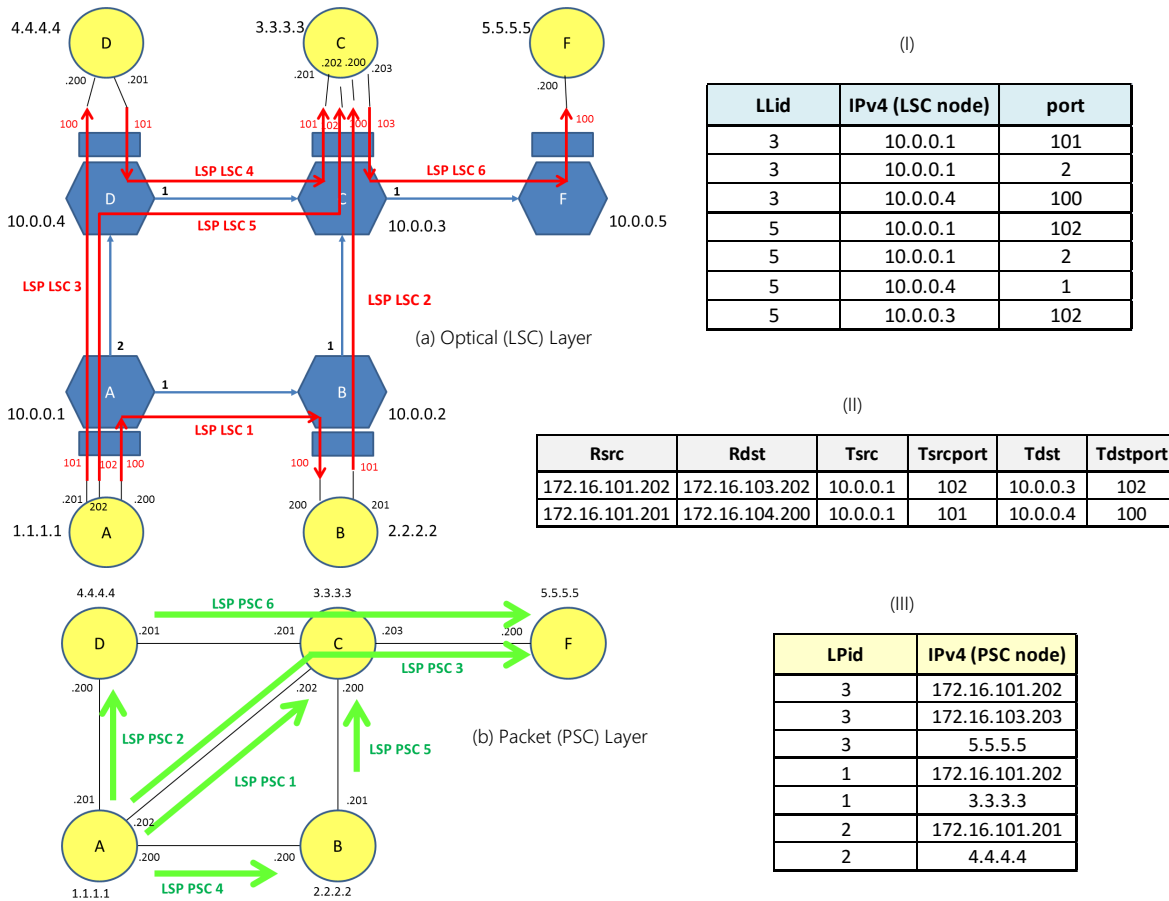 4.4.4.4
D
.200
.201
3.3.3.3
C
.201
.202
.200
.203
5.5.5.5
F
.200
100
101
101
102
200
103
100
LSP LSC 4
LSP LSC 6
D
1
C
1
F
10.0.0.4
LSP LSC 5
10.0.0.3
10.0.0.5
LSP LSC 3
LSP LSC 2
(a) Optical (LSC) Layer
2
1
A
1
B
10.0.0.1
10.0.0.2
LSP LSC 1
101
102
100
100
101
.201
202
.200
200
201
1.1.1.1
A
B
2.2.2.2
4.4.4.4
LSP PSC 6
3.3.3.3
5.5.5.5
D
.201
.201
C
.203
.200
F
LSP PSC 3
.200
.202
.200
LSP PSC 2
LSP PSC 5
(b) Packet (PSC) Layer
LSP PSC 1
.201
.202
.201
A
.200
.200
B
1.1.1.1
LSP PSC 4
2.2.2.2
(I)
LLid IPv4 (LSC node) port
3 10.0.0.1 101
3 10.0.0.1 2
3 10.0.0.4 100
5 10.0.0.1 102
5 10.0.0.1 2
5 10.0.0.4 1
5 10.0.0.3 102
(II)
Rsrc Rdst Tsrc Tsrcport Tdst Tdstport
172.16.101.202 172.16.103.202 10.0.0.1 102 10.0.0.3 102
172.16.101.201 172.16.104.200 10.0.0.1 101 10.0.0.4 100
(III)
LPid IPv4 (PSC node)
3 172.16.101.202
3 172.16.103.203
3 5.5.5.5
1 172.16.101.202
1 3.3.3.3
2 172.16.101.201
2 4.4.4.4